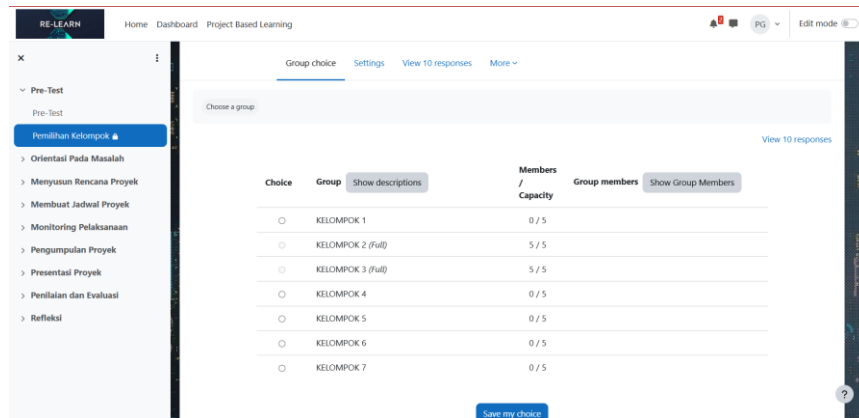 RE-LEARN
Home Dashboard Project Based Learning
PG
Edit mode
Group choice Settings View 10 responses More
Pre-Test
Pre-Test
Pemilihan Kelompok
Orientasi Pada Masalah
Menyusun Rencana Proyek
Membuat Jadwal Proyek
Monitoring Pelaksanaan
Pengumpulan Proyek
Presentasi Proyek
Penilaian dan Evaluasi
Refleksi
Choose a group
View 10 responses
Choice Group Show descriptions Members / Capacity Group members Show Group Members
KELOMPOK 1 0 / 5
KELOMPOK 2 (Full) 5 / 5
KELOMPOK 3 (Full) 5 / 5
KELOMPOK 4 0 / 5
KELOMPOK 5 0 / 5
KELOMPOK 6 0 / 5
KELOMPOK 7 0 / 5
Save my choice
?